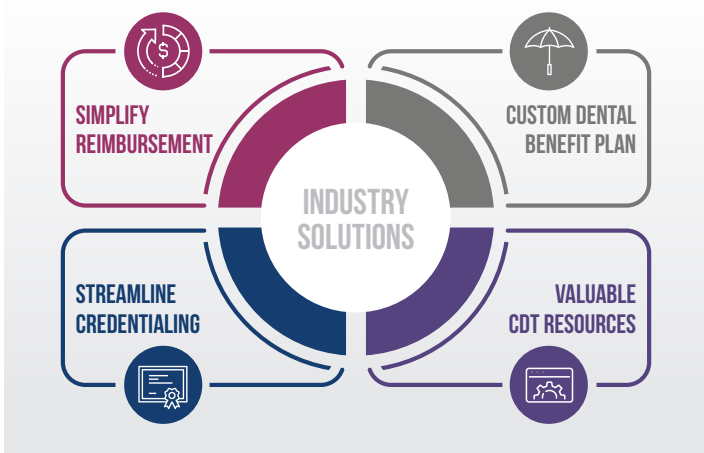 SIMPLIFY
REIMBURSEMENT
CUSTOM DENTAL
BENEFIT PLAN
INDUSTRY
SOLUTIONS
STREAMLINE
CREDENTIALING
VALUABLE
CDT RESOURCES
$